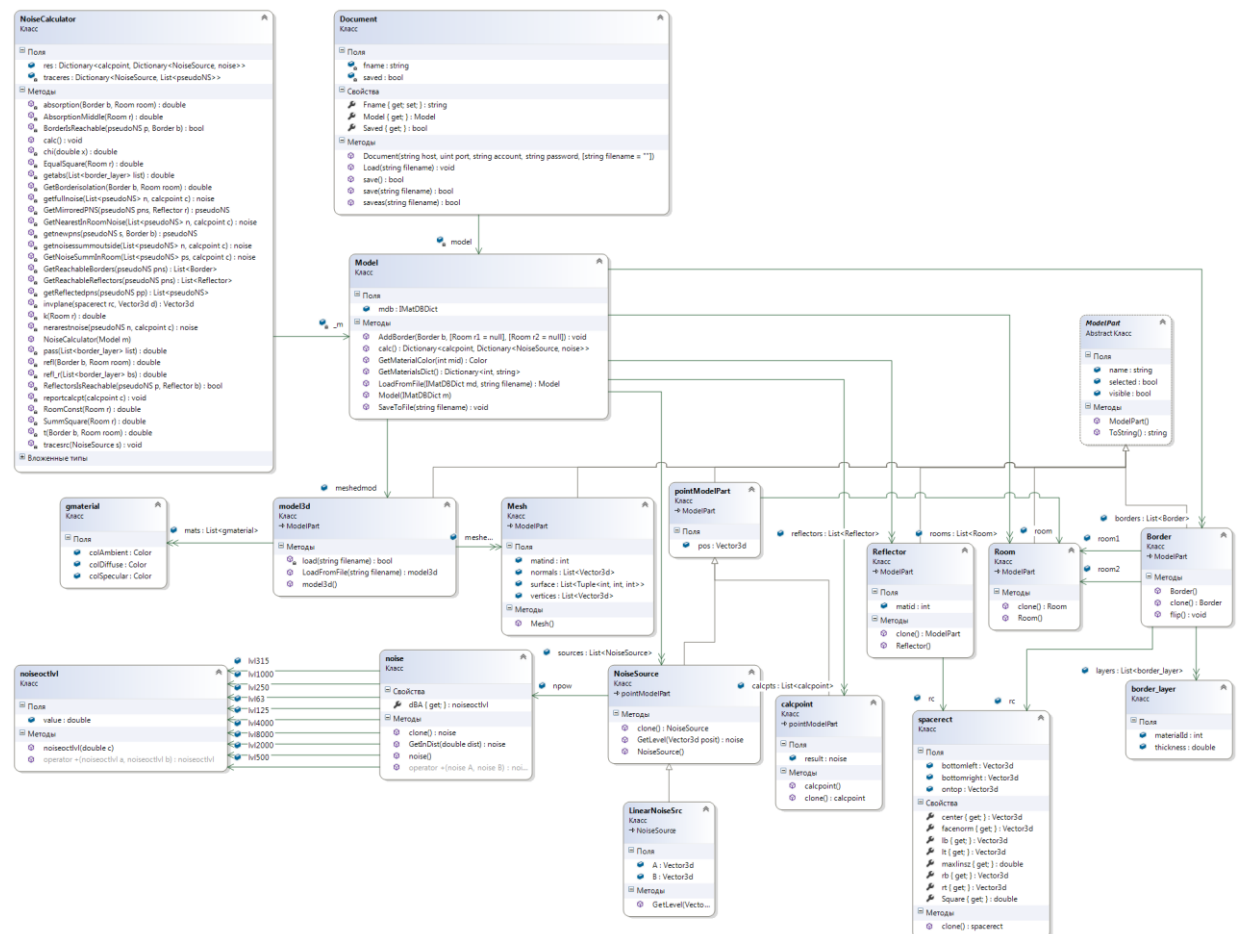 NoiseCalculator
Класс
Поля
res : Dictionary<calcpoint, Dictionary<NoiseSource, noise>>
traceres : Dictionary<NoiseSource, List<pseudoNS>>
Методы
absorption(Border b, Room room) : double
AbsorptionMiddle(Room r) : double
BorderIsReachable(pseudoNS p, Border b) : bool
calc() : void
chi(double x) : double
EqualSquare(Room r) : double
getabs(List<border_layer> list) : double
GetBorderisolation(Border b, Room room) : double
getfullnoise(List<pseudoNS> n, calcpoint c) : noise
GetMirroredPNS(pseudoNS pns, Reflector r) : pseudoNS
GetNearestInRoomNoise(List<pseudoNS> n, calcpoint c) : noise
getnewpns(pseudoNS s, Border b) : pseudoNS
getnoisessummoutside(List<pseudoNS> n, calcpoint c) : noise
GetNoiseSummInRoom(List<pseudoNS> ps, calcpoint c) : noise
GetReachableBorders(pseudoNS pns) : List<Border>
GetReachableReflectors(pseudoNS pns) : List<Reflector>
getReflectedpns(pseudoNS pp) : List<pseudoNS>
invplane(spacerect rc, Vector3d d) : Vector3d
k(Room r) : double
nerarestnoise(pseudoNS n, calcpoint c) : noise
NoiseCalculator(Model m)
pass(List<border_layer> list) : double
refl(Border b, Room room) : double
refl_r(List<border_layer> bs) : double
ReflectorsIsReachable(pseudoNS p, Reflector b) : bool
reportcalcpt(calcpoint c) : void
RoomConst(Room r) : double
SummSquare(Room r) : double
t(Border b, Room room) : double
tracesrc(NoiseSource s) : void
Вложенные типы
Document
Класс
Поля
fname : string
saved : bool
Свойства
Fname { get; set; } : string
Model { get; } : Model
Saved { get; } : bool
Методы
Document(string host, uint port, string account, string password, [string filename = ""])
Load(string filename) : void
save() : bool
save(string filename) : bool
saveas(string filename) : bool
model
_m
Model
Класс
Поля
mdb : IMatDBDict
Методы
AddBorder(Border b, [Room r1 = null], [Room r2 = null]) : void
calc() : Dictionary<calcpoint, Dictionary<NoiseSource, noise>>
GetMaterialColor(int mid) : Color
GetMaterialsDict() : Dictionary<int, string>
LoadFromFile(IMatDBDict md, string filename) : Model
Model(IMatDBDict m)
SaveToFile(string filename) : void
ModelPart
Abstract Класс
Поля
name : string
selected : bool
visible : bool
Методы
ModelPart()
ToString() : string
meshedmod
gmaterial
Класс
Поля
colAmbient : Color
colDiffuse : Color
colSpecular : Color
mats : List<gmaterial>
model3d
Класс
ModelPart
Методы
load(string filename) : bool
LoadFromFile(string filename) : model3d
model3d()
meshe...
Mesh
Класс
ModelPart
Поля
matind : int
normals : List<Vector3d>
surface : List<Tuple<int, int, int>>
vertices : List<Vector3d>
Методы
Mesh()
pointModelPart
Класс
ModelPart
Поля
pos : Vector3d
reflectors : List<Reflector>
rooms : List<Room>
room
borders : List<Border>
room1
room2
Reflector
Класс
ModelPart
Поля
matid : int
Методы
clone() : ModelPart
Reflector()
Room
Класс
ModelPart
Методы
clone() : Room
Room()
Border
Класс
ModelPart
Методы
Border()
clone() : Border
flip() : void
noiseoctlvl
Класс
Поля
value : double
Методы
noiseoctlvl(double c)
operator +(noiseoctlvl a, noiseoctlvl b) : noiseoctlvl
lvl315
lvl1000
lvl250
lvl63
lvl125
lvl4000
lvl8000
lvl2000
lvl500
noise
Класс
Свойства
dBA { get; } : noiseoctlvl
Методы
clone() : noise
GetInDist(double dist) : noise
noise()
operator +(noise A, noise B) : noi...
sources : List<NoiseSource>
npow
NoiseSource
Класс
pointModelPart
Методы
clone() : NoiseSource
GetLevel(Vector3d posit) : noise
NoiseSource()
calcpts : List<calcpoint>
calcpoint
Класс
pointModelPart
Поля
result : noise
Методы
calcpoint()
clone() : calcpoint
rc
rc
layers : List<border_layer>
border_layer
Класс
Поля
materialId : int
thickness : double
LinearNoiseSrc
Класс
NoiseSource
Поля
A : Vector3d
B : Vector3d
Методы
GetLevel(Vecto...
spacerect
Класс
Поля
bottomleft : Vector3d
bottomright : Vector3d
ontop : Vector3d
Свойства
center { get; } : Vector3d
facenorm { get; } : Vector3d
lb { get; } : Vector3d
lt { get; } : Vector3d
maxlinsz { get; } : double
rb { get; } : Vector3d
rt { get; } : Vector3d
Square { get; } : double
Методы
clone() : spacerect